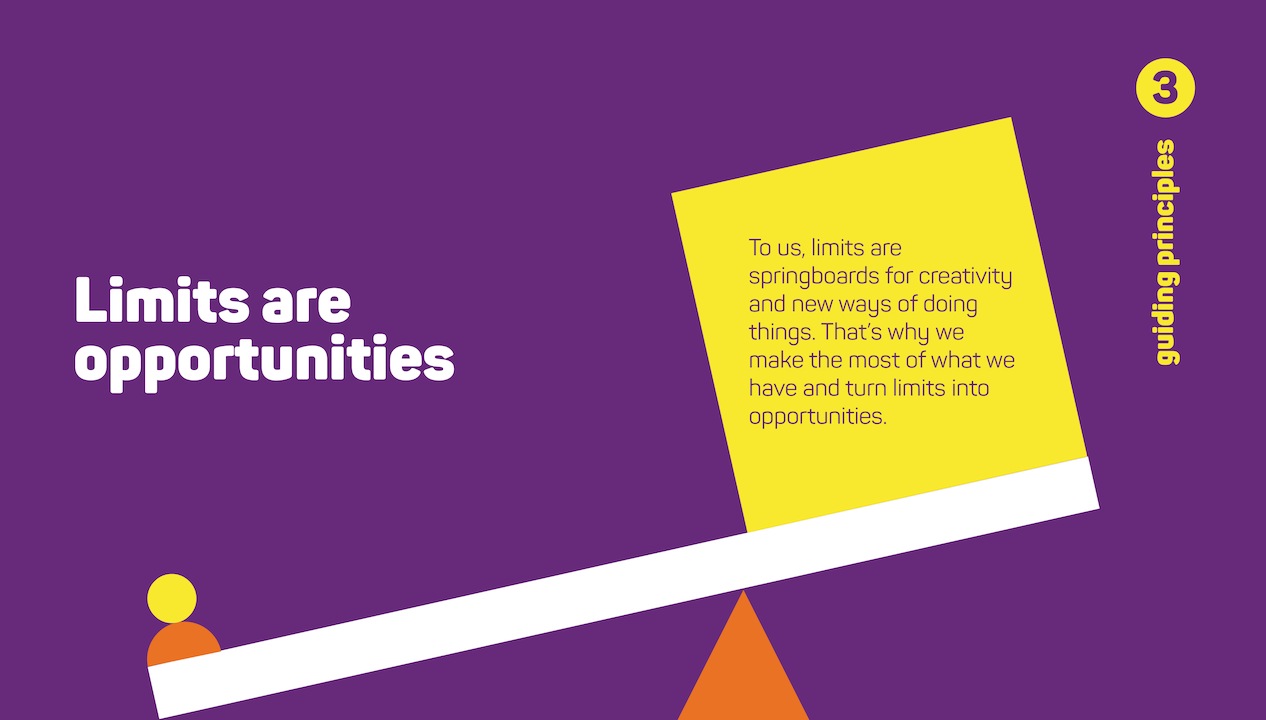 Limits are
opportunities
To us, limits are
springboards for creativity
and new ways of doing
things. That's why we
make the most of what we
have and turn limits into
opportunities.
3
guiding principles